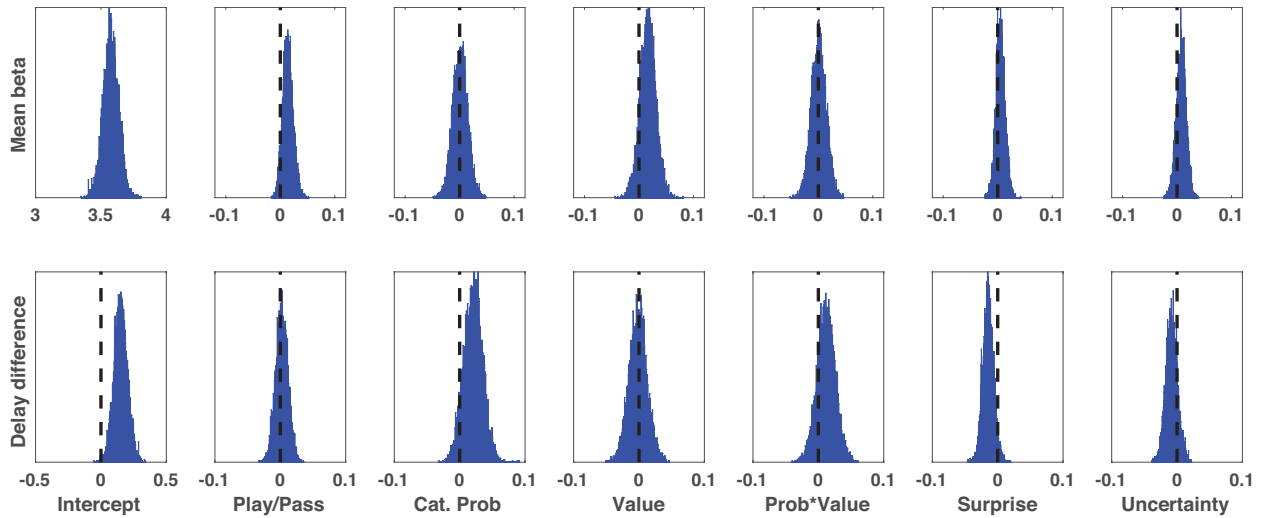 Mean beta
3 3.5 4
-0.1 0 0.1
-0.1 0 0.1
-0.1 0 0.1
-0.1 0 0.1
-0.1 0 0.1
-0.1 0 0.1
Delay difference
-0.5 0 0.5
-0.1 0 0.1
-0.1 0 0.1
-0.1 0 0.1
-0.1 0 0.1
-0.1 0 0.1
-0.1 0 0.1
Intercept
Play/Pass
Cat. Prob
Value
Prob*Value
Surprise
Uncertainty